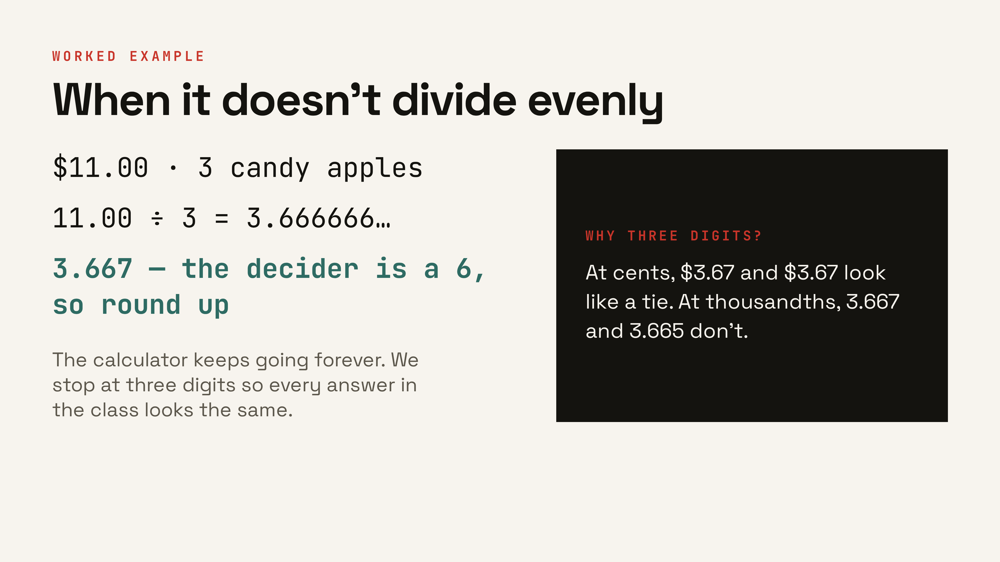 WORKED EXAMPLE
When it doesn’t divide evenly
$11.00 · 3 candy apples
11.00 ÷ 3 = 3.666666…
3.667 — the decider is a 6,
so round up
The calculator keeps going forever. We
stop at three digits so every answer in
the class looks the same.
WHY THREE DIGITS?
At cents, $3.67 and $3.67 look
like a tie. At thousandths, 3.667
and 3.665 don’t.